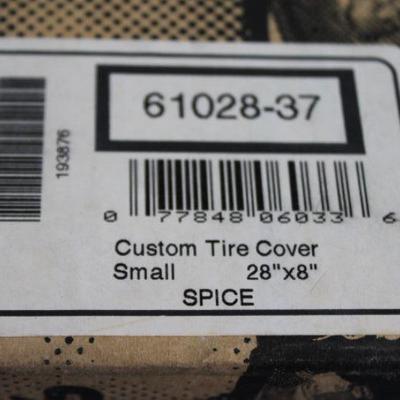 61028-37
193876
0 77848 06033 6
Custom Tire Cover
Small 28"x8"
SPICE